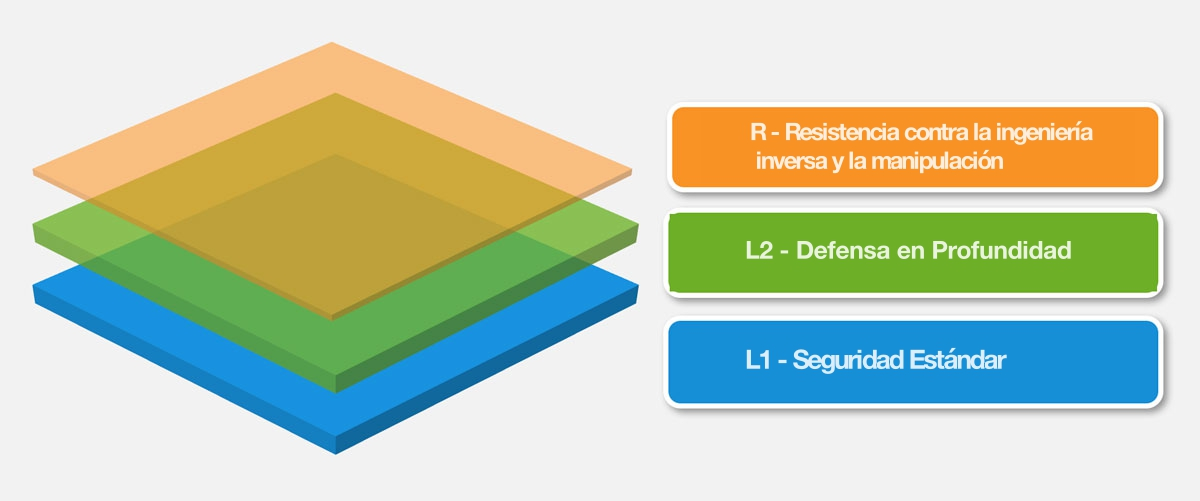 R - Resistencia contra la ingeniería
inversa y la manipulación
L2 - Defensa en Profundidad
L1 - Seguridad Estándar